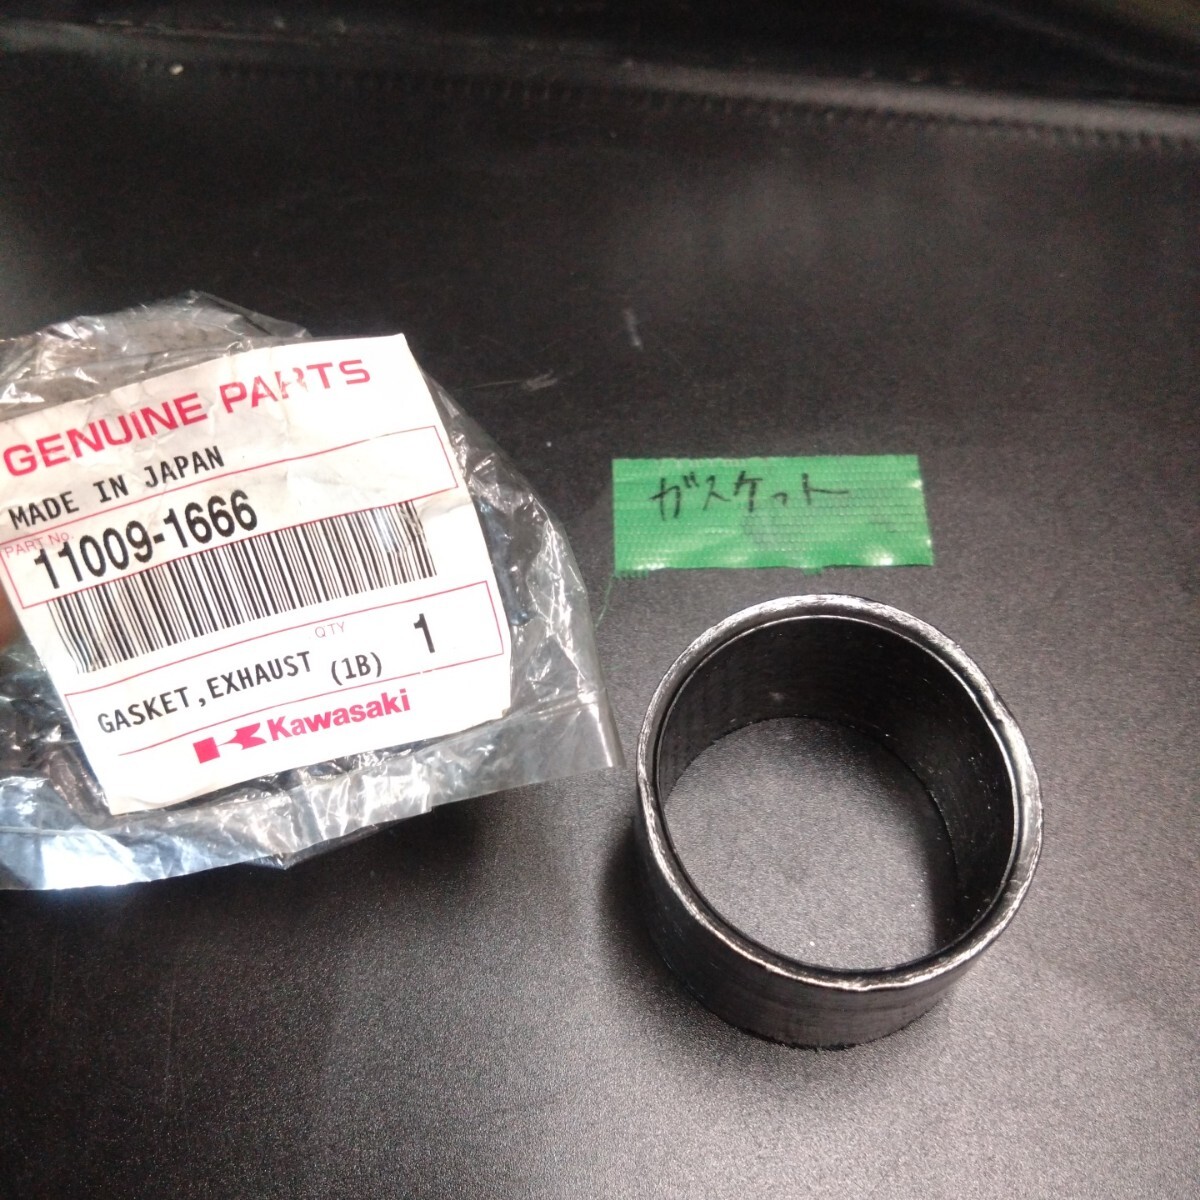 GENUINE PARTS
MADE IN JAPAN
PART No.
11009-1666
QTY
GASKET,EXHAUST (1B) 1
Kawasaki
ガスケット